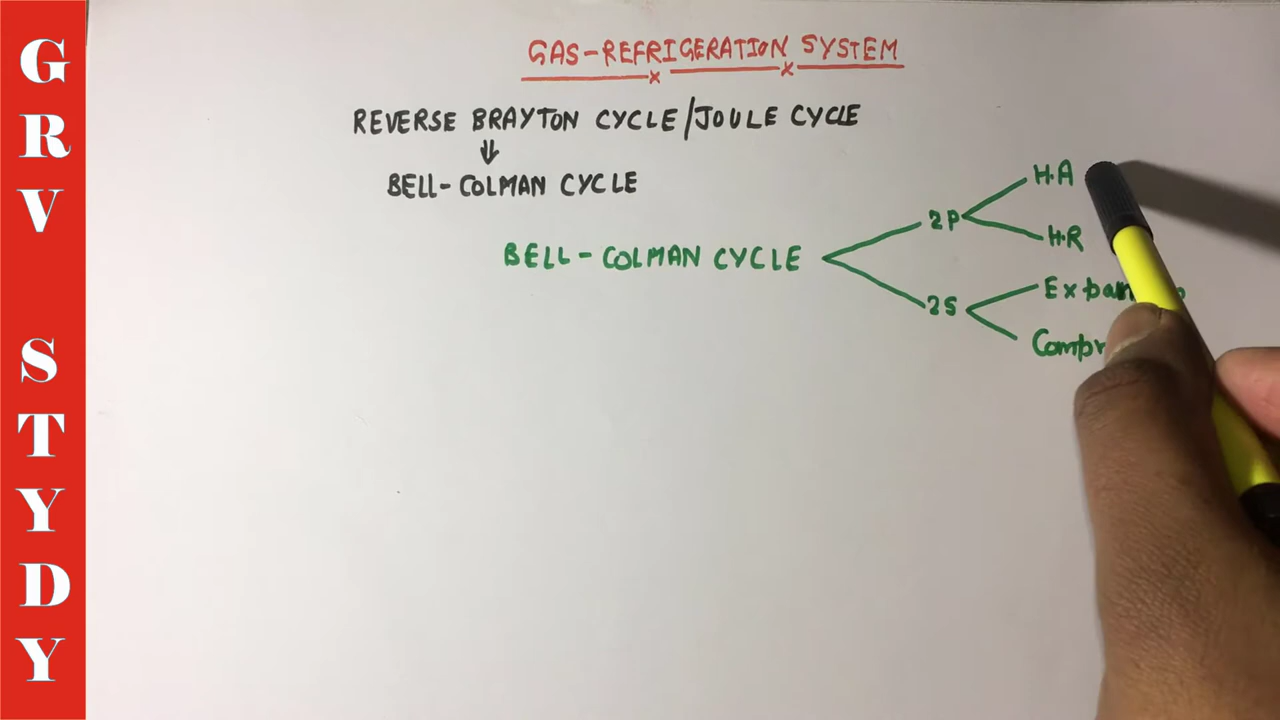 GRV STYDY
GAS-REFRIGERATION SYSTEM
REVERSE BRAYTON CYCLE/JOULE CYCLE
⇓
BELL-COLMAN CYCLE
BELL-COLMAN CYCLE
2P
H.A
H.R
2S